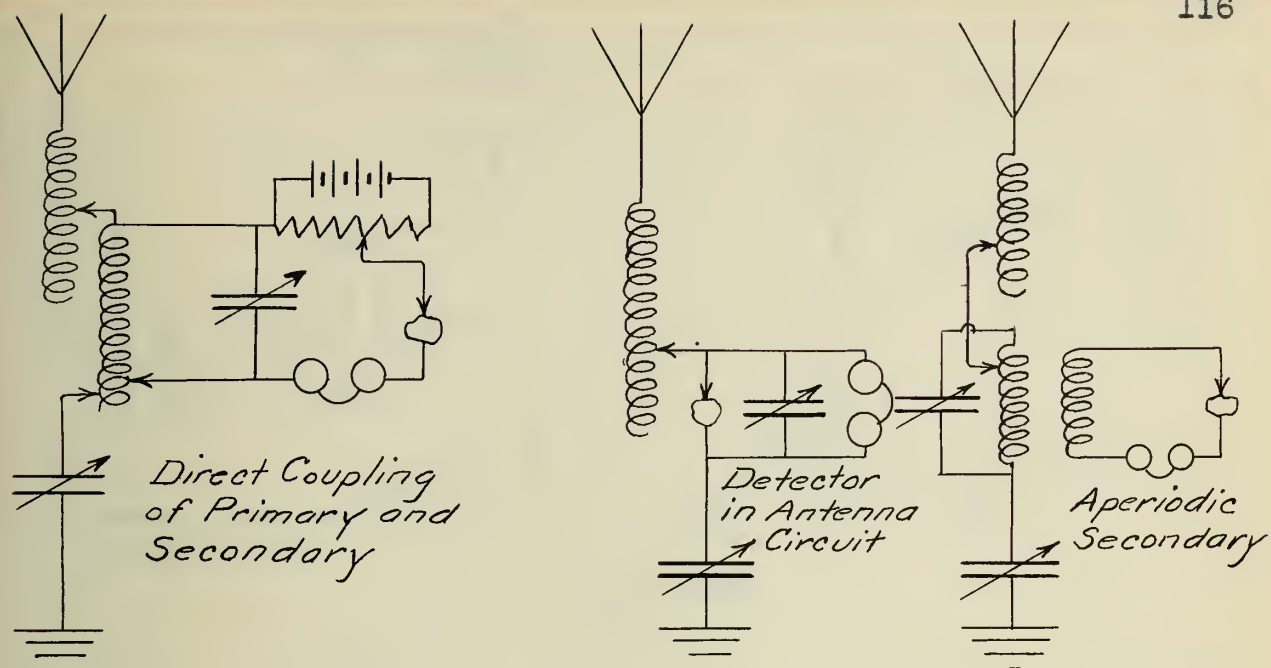 116
Direct Coupling
of Primary and
Secondary
Detector
in Antenna
Circuit
Aperiodic
Secondary